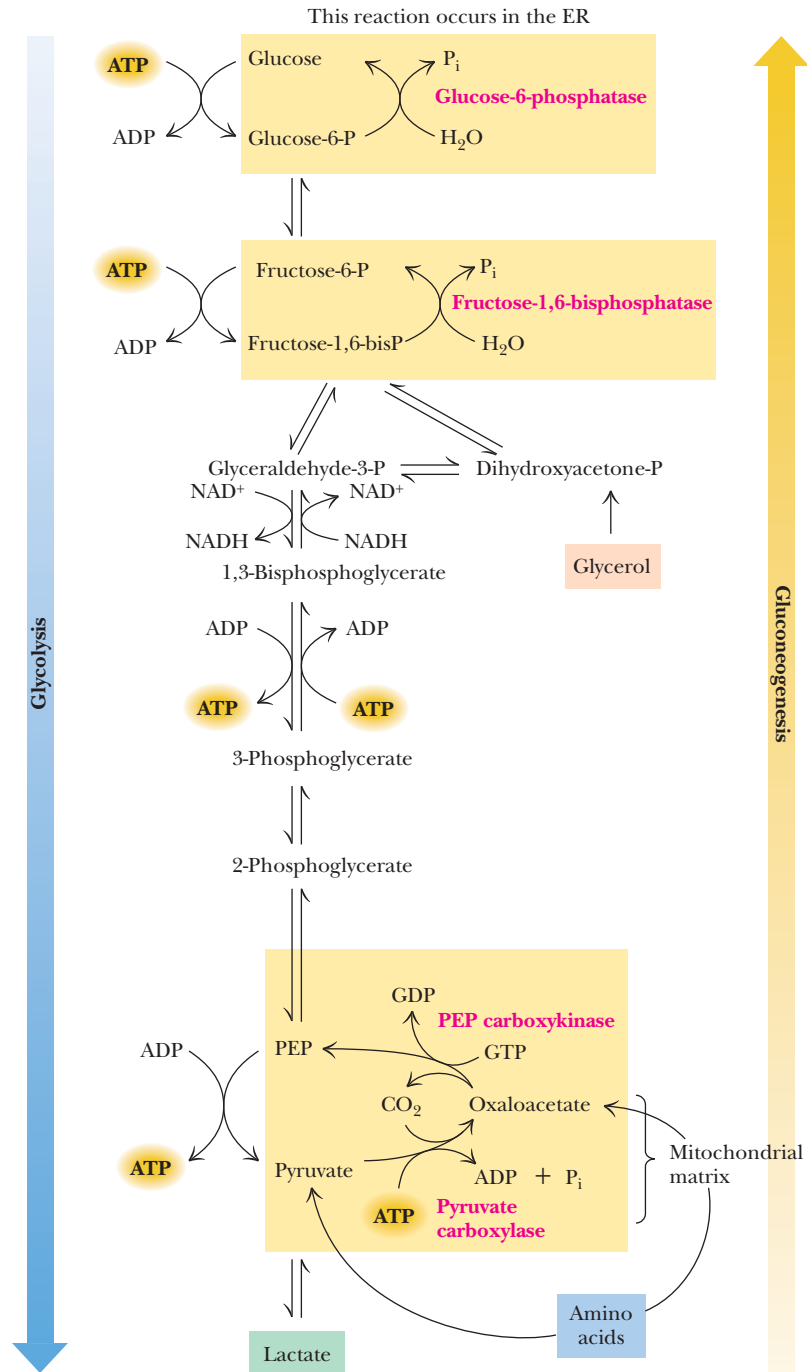 This reaction occurs in the ER
ATP
Glucose
Pᵢ
Glucose-6-phosphatase
ADP
Glucose-6-P
H₂O
ATP
Fructose-6-P
Pᵢ
Fructose-1,6-bisphosphatase
ADP
Fructose-1,6-bisP
H₂O
Glyceraldehyde-3-P
Dihydroxyacetone-P
NAD⁺
NAD⁺
NADH
NADH
Glycerol
1,3-Bisphosphoglycerate
ADP
ADP
Glycolysis
Gluconeogenesis
ATP
ATP
3-Phosphoglycerate
2-Phosphoglycerate
GDP
PEP carboxykinase
ADP
PEP
GTP
CO₂
Oxaloacetate
Mitochondrial
matrix
ATP
Pyruvate
ADP + Pᵢ
ATP
Pyruvate
carboxylase
Amino
acids
Lactate